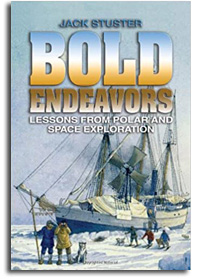 JACK STUSTER
BOLD
ENDEAVORS
LESSONS FROM POLAR AND
SPACE EXPLORATION